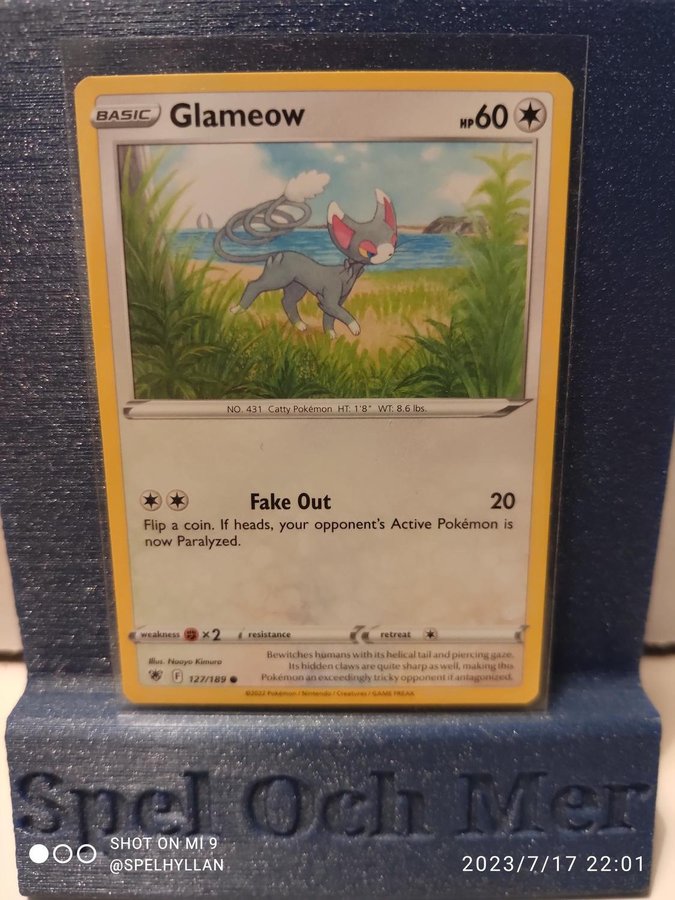 BASIC Glameow HP 60
NO. 431 Catty Pokémon HT: 1'8" WT: 8.6 lbs.
Fake Out 20
Flip a coin. If heads, your opponent's Active Pokémon is
now Paralyzed.
weakness ×2 resistance retreat
Bewitches humans with its helical tail and piercing gaze.
Illus. Naoyo Kimura
Its hidden claws are quite sharp as well, making this
F 127/189
Pokémon an exceedingly tricky opponent if antagonized.
©2022 Pokémon / Nintendo / Creatures / GAME FREAK
Spel Och Mer
SHOT ON MI 9
@SPELHYLLAN
2023/7/17 22:01